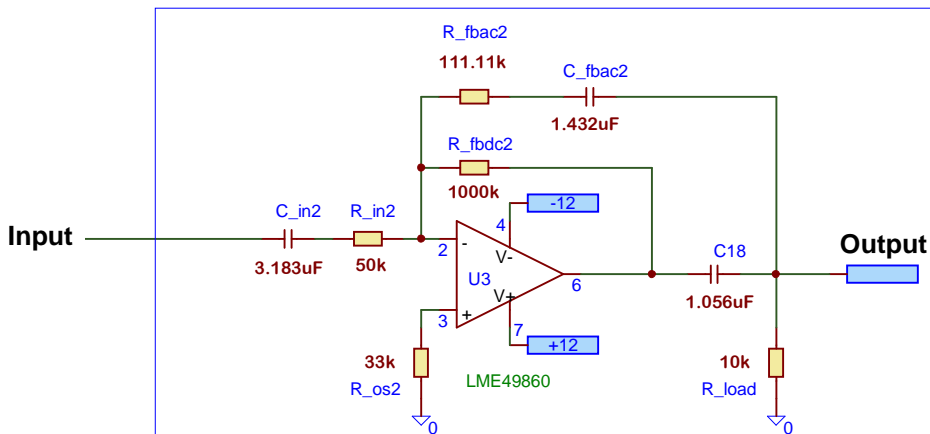 R_fbac2
111.11k
C_fbac2
1.432uF
R_fbdc2
1000k
-12
C_in2
R_in2
4
Input
Output
2
-
V-
C18
3.183uF
50k
U3
6
V+
1.056uF
3
+
7
+12
33k
10k
R_os2
LME49860
R_load
0
0